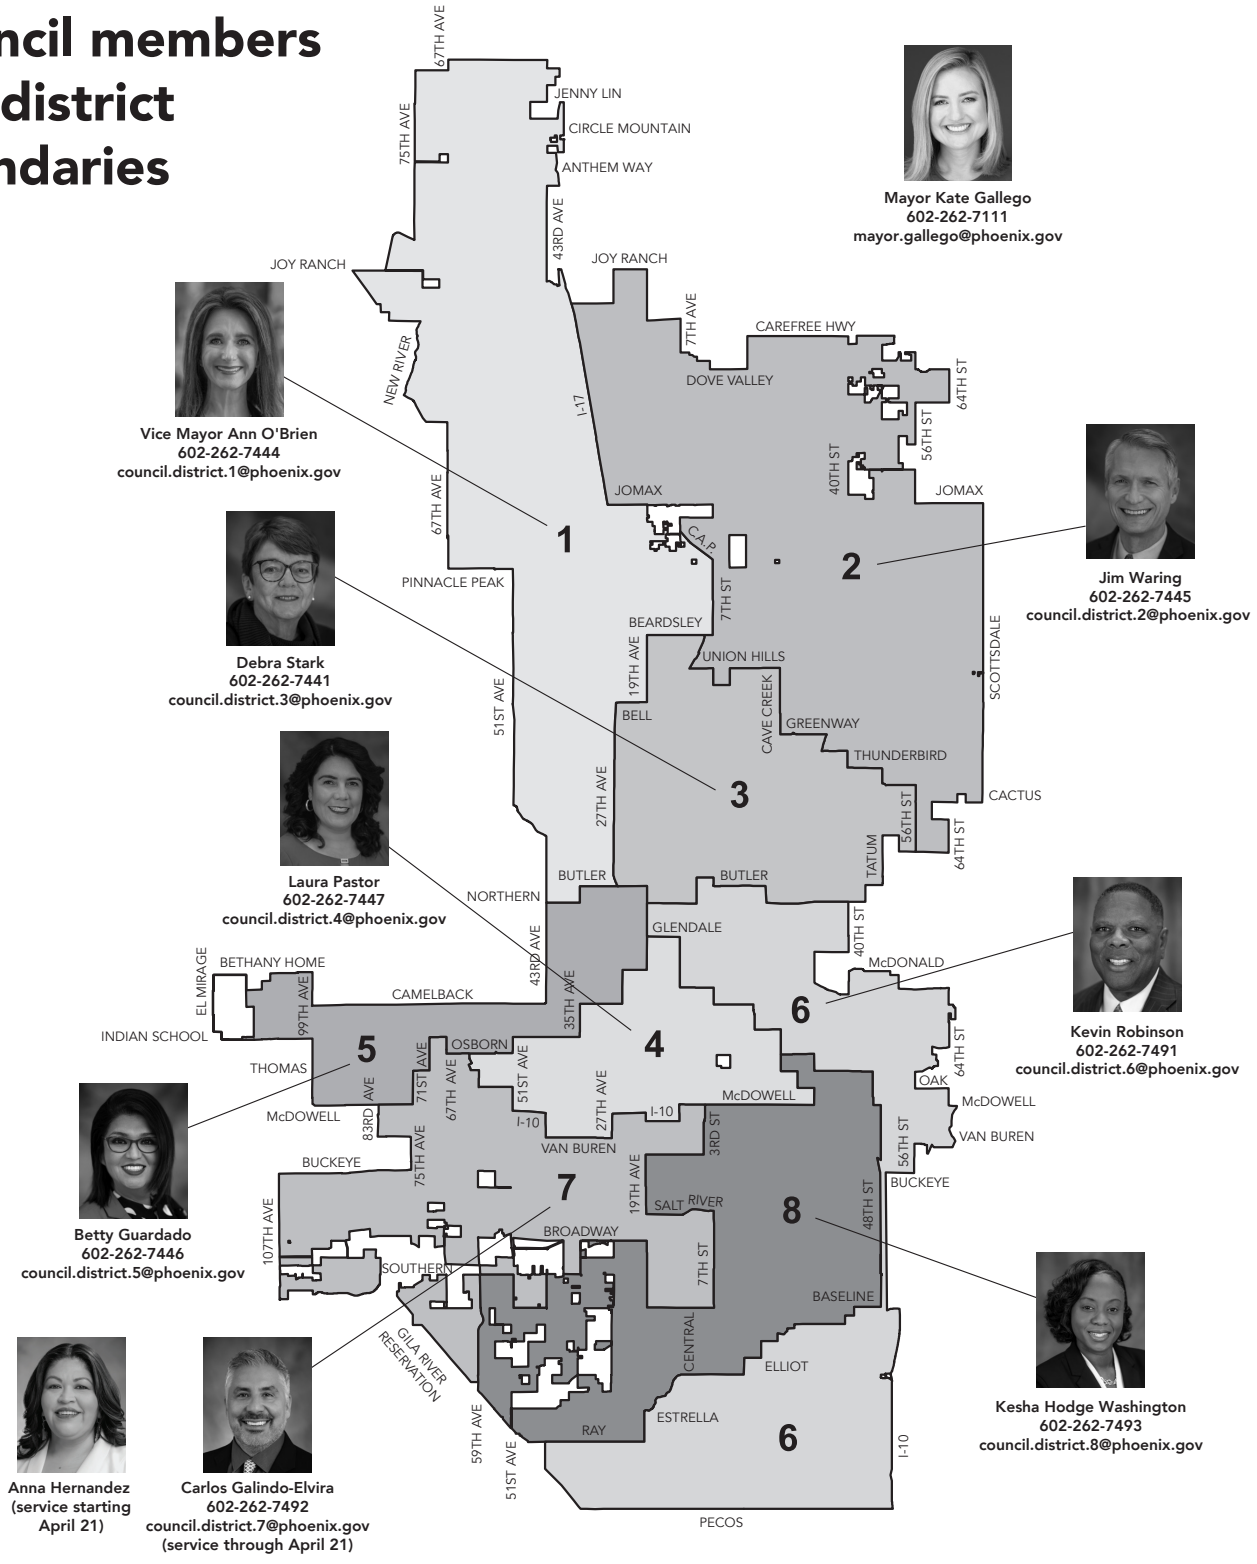 ncil members
district
ndaries
67TH AVE
JENNY LIN
75TH AVE
CIRCLE MOUNTAIN
ANTHEM WAY
43RD AVE
Mayor Kate Gallego
602-262-7111
mayor.gallego@phoenix.gov
JOY RANCH
JOY RANCH
7TH AVE
CAREFREE HWY
NEW RIVER
DOVE VALLEY
64TH ST
I-17
56TH ST
Vice Mayor Ann O'Brien
602-262-7444
council.district.1@phoenix.gov
40TH ST
67TH AVE
JOMAX
JOMAX
1
C.A.P.
2
Jim Waring
602-262-7445
council.district.2@phoenix.gov
PINNACLE PEAK
7TH ST
BEARDSLEY
Debra Stark
602-262-7441
council.district.3@phoenix.gov
19TH AVE
UNION HILLS
SCOTTSDALE
51ST AVE
BELL
CAVE CREEK
GREENWAY
THUNDERBIRD
27TH AVE
3
CACTUS
56TH ST
64TH ST
TATUM
BUTLER
BUTLER
Laura Pastor
602-262-7447
council.district.4@phoenix.gov
NORTHERN
GLENDALE
40TH ST
43RD AVE
McDONALD
EL MIRAGE
BETHANY HOME
99TH AVE
CAMELBACK
35TH AVE
6
Kevin Robinson
602-262-7491
council.district.6@phoenix.gov
INDIAN SCHOOL
5
OSBORN
4
64TH ST
THOMAS
71ST AVE
67TH AVE
51ST AVE
27TH AVE
OAK
McDOWELL
83RD AVE
McDOWELL
McDOWELL
I-10
I-10
3RD ST
VAN BUREN
VAN BUREN
56TH ST
BUCKEYE
75TH AVE
BUCKEYE
7
19TH AVE
SALT RIVER
8
48TH ST
Betty Guardado
602-262-7446
council.district.5@phoenix.gov
107TH AVE
BROADWAY
SOUTHERN
7TH ST
BASELINE
GILA RIVER
RESERVATION
CENTRAL
ELLIOT
Kesha Hodge Washington
602-262-7493
council.district.8@phoenix.gov
59TH AVE
51ST AVE
RAY
ESTRELLA
6
I-10
Anna Hernandez
(service starting
April 21)
Carlos Galindo-Elvira
602-262-7492
council.district.7@phoenix.gov
(service through April 21)
PECOS